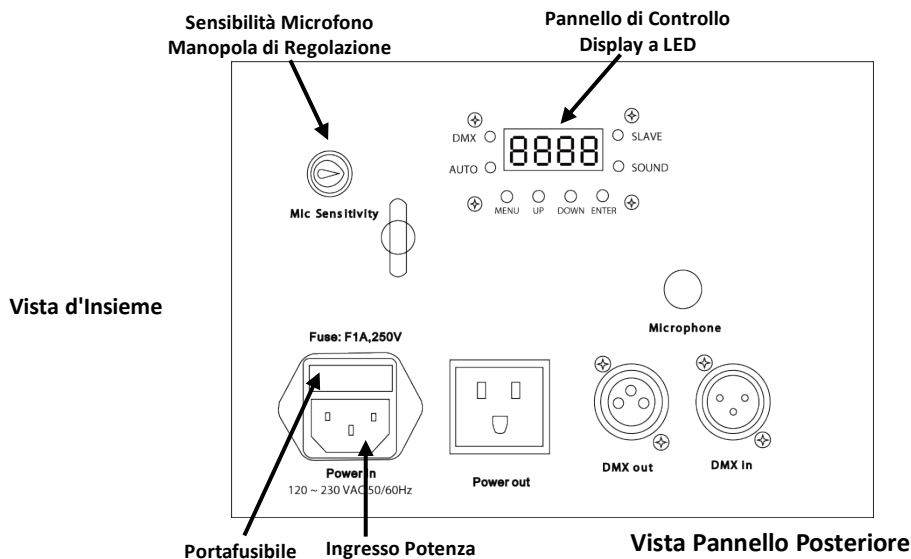 Sensibilità Microfono
Manopola di Regolazione
Pannello di Controllo
Display a LED
DMX
SLAVE
8888
AUTO
SOUND
MENU UP DOWN ENTER
Mic Sensitivity
Vista d'Insieme
Microphone
Fuse: F1A,250V
Power in
120 ~ 230 VAC 50/60Hz
Power out
DMX out
DMX in
Portafusibile
Ingresso Potenza
Vista Pannello Posteriore